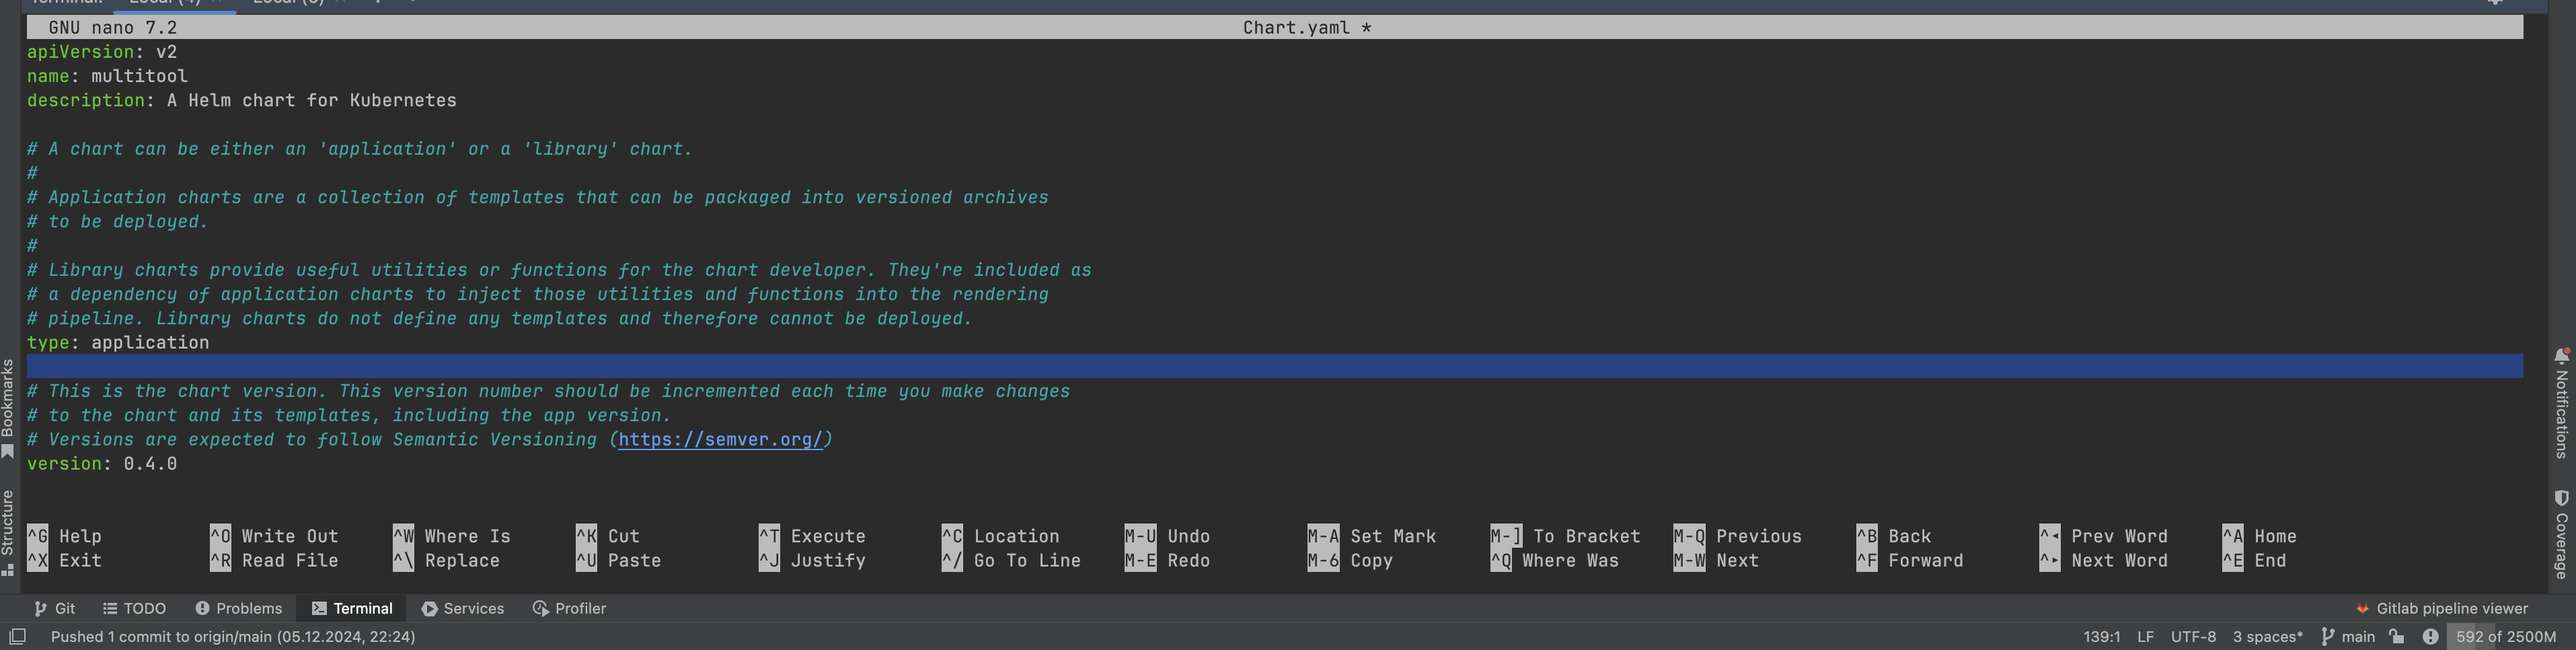 GNU nano 7.2 Chart.yaml *
apiVersion: v2
name: multitool
description: A Helm chart for Kubernetes
# A chart can be either an 'application' or a 'library' chart.
#
# Application charts are a collection of templates that can be packaged into versioned archives
# to be deployed.
#
# Library charts provide useful utilities or functions for the chart developer. They're included as
# a dependency of application charts to inject those utilities and functions into the rendering
# pipeline. Library charts do not define any templates and therefore cannot be deployed.
type: application
# This is the chart version. This version number should be incremented each time you make changes
# to the chart and its templates, including the app version.
# Versions are expected to follow Semantic Versioning (https://semver.org/)
version: 0.4.0
^G Help ^O Write Out ^W Where Is ^K Cut ^T Execute ^C Location M-U Undo M-A Set Mark M-] To Bracket M-Q Previous ^B Back ^◂ Prev Word ^A Home
^X Exit ^R Read File ^\ Replace ^U Paste ^J Justify ^/ Go To Line M-E Redo M-6 Copy ^Q Where Was M-W Next ^F Forward ^▸ Next Word ^E End
Bookmarks
Structure
Notifications
Coverage
Git TODO Problems Terminal Services Profiler Gitlab pipeline viewer
Pushed 1 commit to origin/main (05.12.2024, 22:24) 139:1 LF UTF-8 3 spaces* main 592 of 2500M